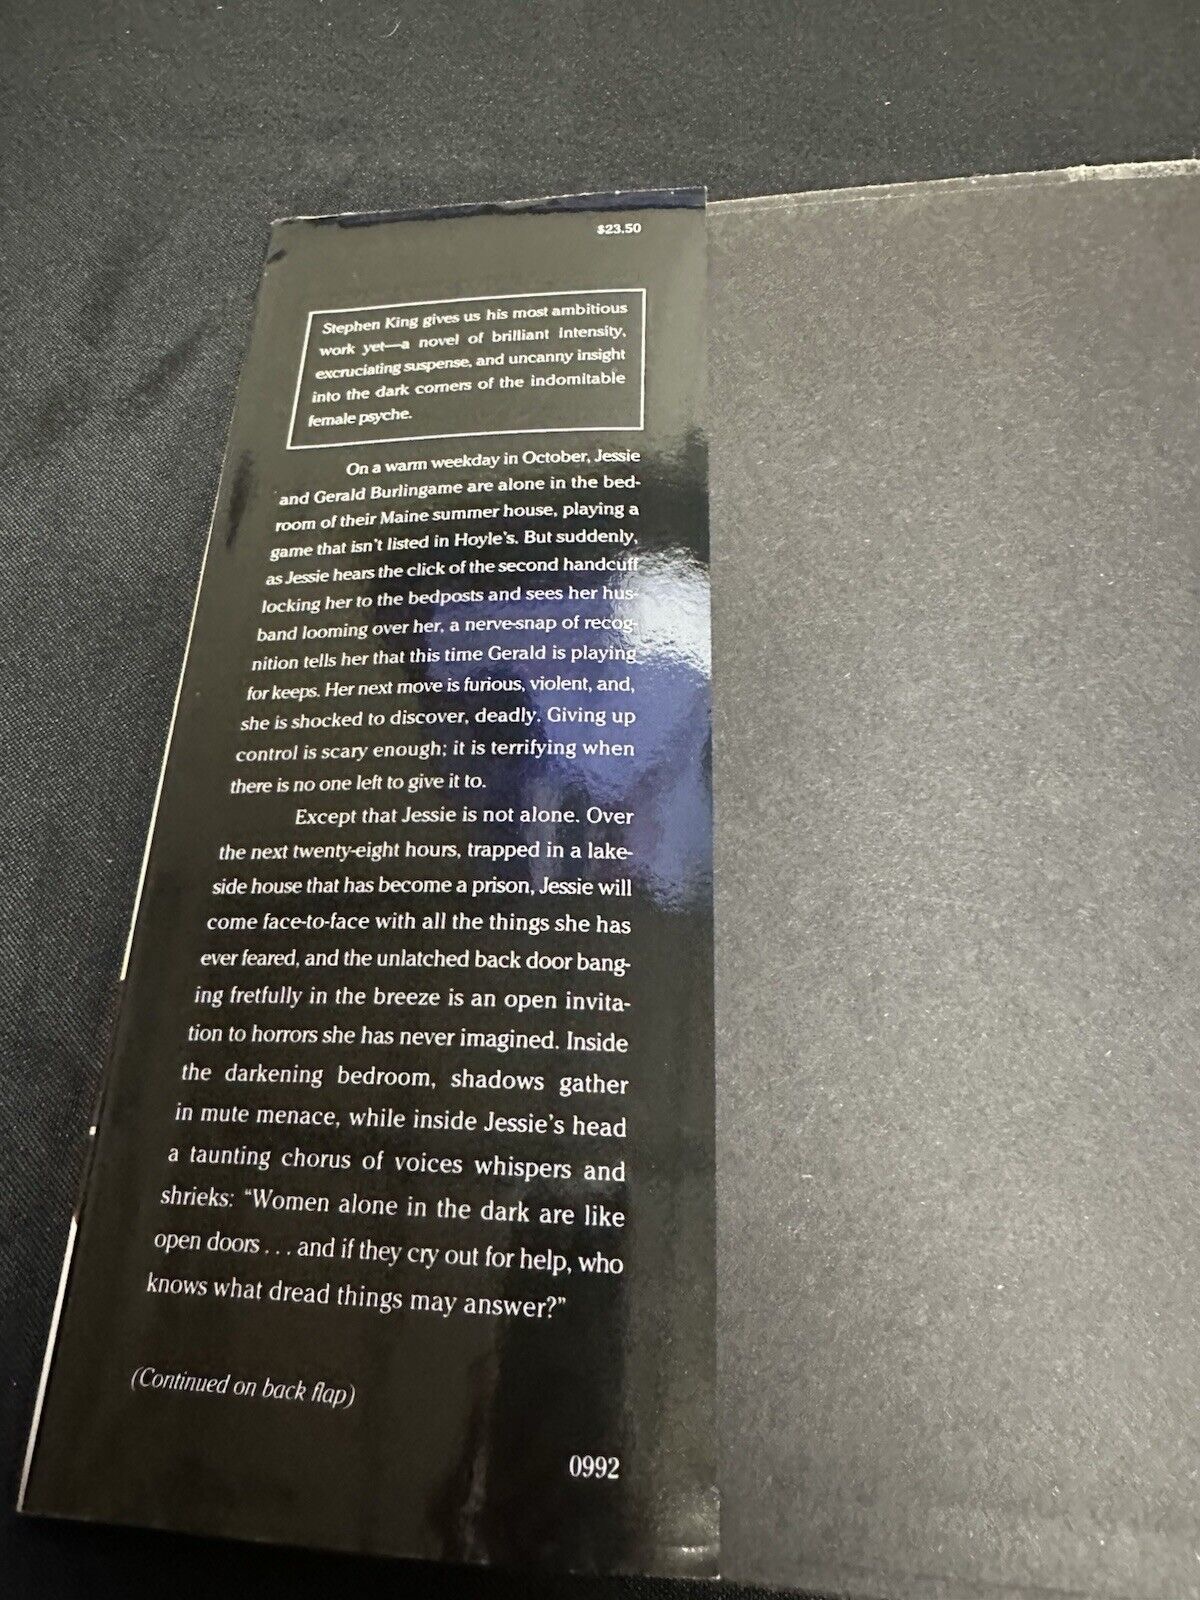 $23.50
Stephen King gives us his most ambitious
work yet—a novel of brilliant intensity,
excruciating suspense, and uncanny insight
into the dark corners of the indomitable
female psyche.
On a warm weekday in October, Jessie
and Gerald Burlingame are alone in the bed-
room of their Maine summer house, playing a
game that isn't listed in Hoyle's. But suddenly,
as Jessie hears the click of the second handcuff
locking her to the bedposts and sees her hus-
band looming over her, a nerve-snap of recog-
nition tells her that this time Gerald is playing
for keeps. Her next move is furious, violent, and,
she is shocked to discover, deadly. Giving up
control is scary enough; it is terrifying when
there is no one left to give it to.
Except that Jessie is not alone. Over
the next twenty-eight hours, trapped in a lake-
side house that has become a prison, Jessie will
come face-to-face with all the things she has
ever feared, and the unlatched back door bang-
ing fretfully in the breeze is an open invita-
tion to horrors she has never imagined. Inside
the darkening bedroom, shadows gather
in mute menace, while inside Jessie's head
a taunting chorus of voices whispers and
shrieks: "Women alone in the dark are like
open doors . . . and if they cry out for help, who
knows what dread things may answer?"
(Continued on back flap)
0992